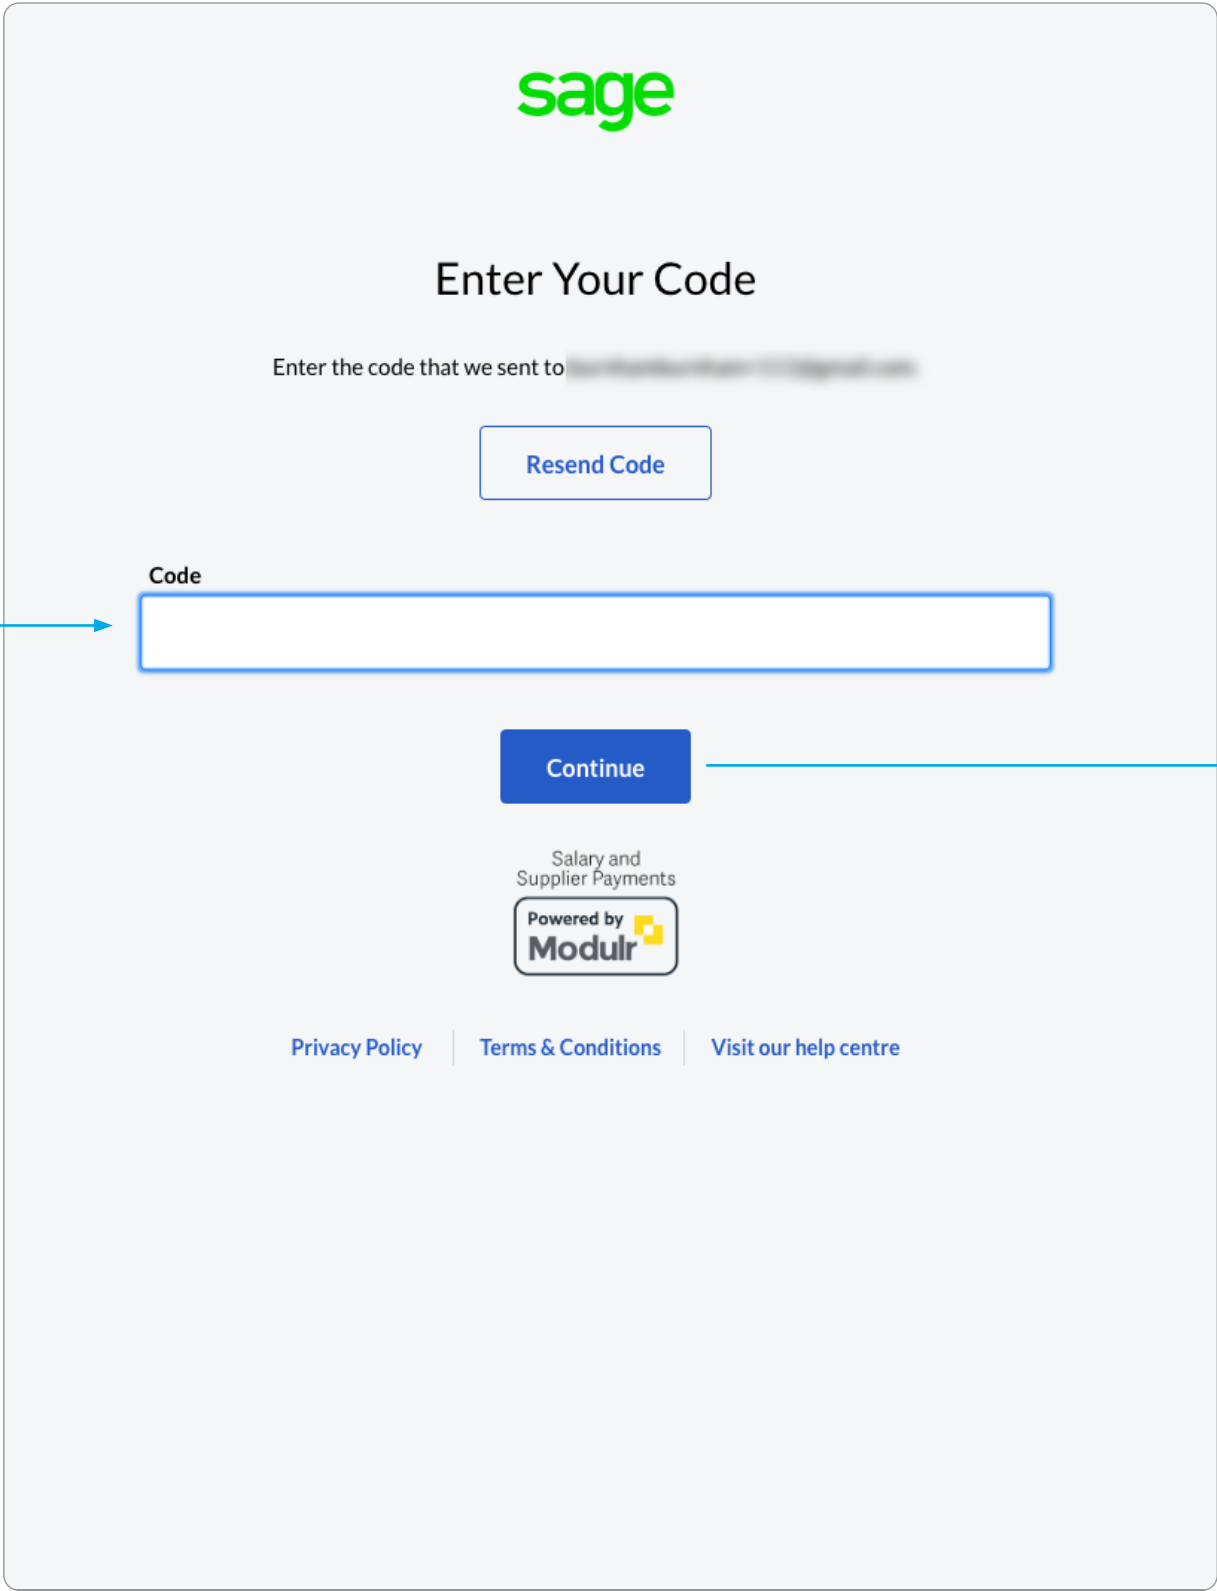 sage
Enter Your Code
Enter the code that we sent to
Resend Code
Code
Continue
Salary and
Supplier Payments
Powered by
Modulr
Privacy Policy
Terms & Conditions
Visit our help centre